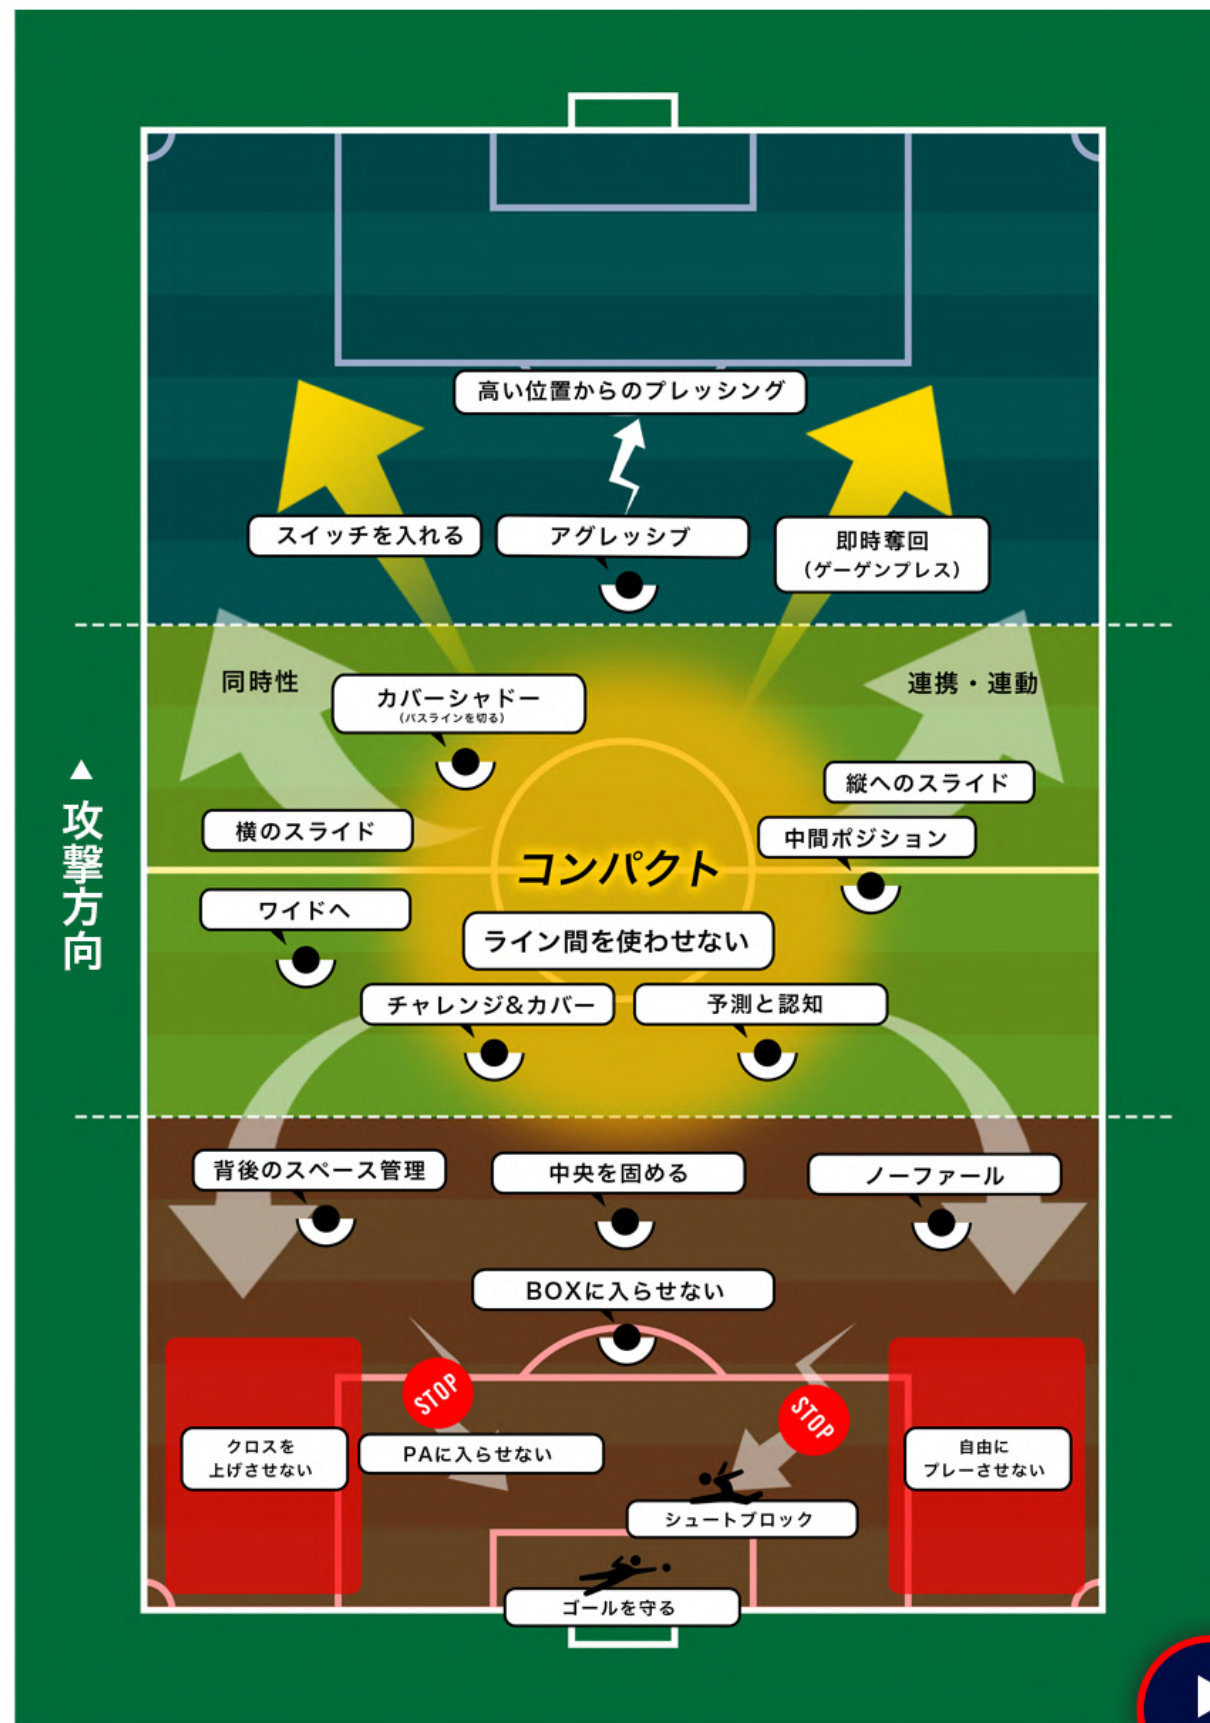 高い位置からのプレッシング
スイッチを入れる
アグレッシブ
即時奪回
(ゲーゲンプレス)
同時性
カバーシャドー
(パスラインを切る)
連携・連動
縦へのスライド
横のスライド
中間ポジション
コンパクト
▲攻撃方向
ワイドへ
ライン間を使わせない
チャレンジ&カバー
予測と認知
背後のスペース管理
中央を固める
ノーファール
BOXに入らせない
STOP
STOP
クロスを
上げさせない
PAに入らせない
自由に
プレーさせない
シュートブロック
ゴールを守る